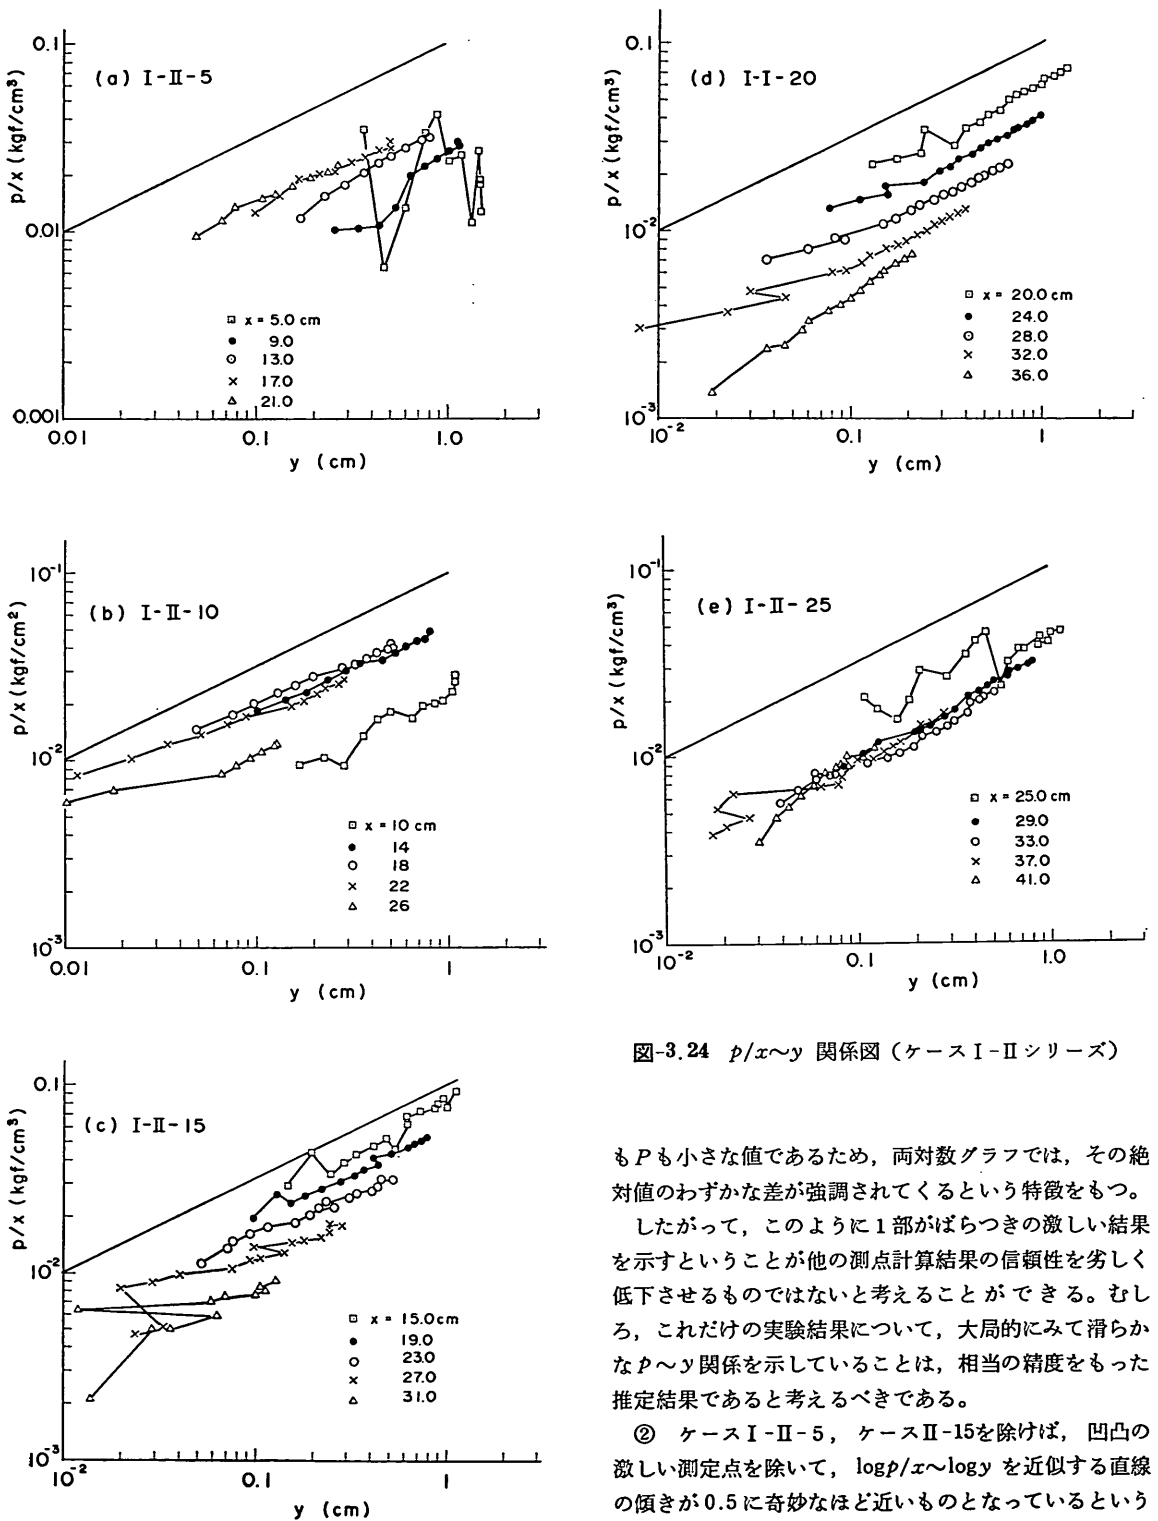 0.1
(a) I-II-5
p/x (kgf/cm³)
0.01
x = 5.0 cm
9.0
13.0
17.0
21.0
0.001
0.01
0.1
1.0
y (cm)
10⁻¹
(b) I-II-10
p/x (kgf/cm²)
10⁻²
x = 10 cm
14
18
22
26
10⁻³
0.01
0.1
1
y (cm)
0.1
(c) I-II-15
p/x (kgf/cm³)
10⁻²
x = 15.0cm
19.0
23.0
27.0
31.0
10⁻³
10⁻²
0.1
1
y (cm)
0.1
(d) I-I-20
p/x (kgf/cm³)
10⁻²
x = 20.0 cm
24.0
28.0
32.0
36.0
10⁻³
10⁻²
0.1
1
y (cm)
10⁻¹
(e) I-II-25
p/x (kgf/cm³)
10⁻²
x = 25.0 cm
29.0
33.0
37.0
41.0
10⁻³
10⁻²
0.1
1.0
y (cm)
図-3.24 p/x～y 関係図（ケースI-IIシリーズ）
もPも小さな値であるため，両対数グラフでは，その絶
対値のわずかな差が強調されてくるという特徴をもつ。
したがって，このように1部がばらつきの激しい結果
を示すということが他の測点計算結果の信頼性を劣しく
低下させるものではないと考えることができる。むし
ろ，これだけの実験結果について，大局的にみて滑らか
なp～y関係を示していることは，相当の精度をもった
推定結果であると考えるべきである。
② ケースI-II-5，ケースII-15を除けば，凹凸の
激しい測定点を除いて，logp/x～logy を近似する直線
の傾きが0.5に奇妙なほど近いものとなっているという